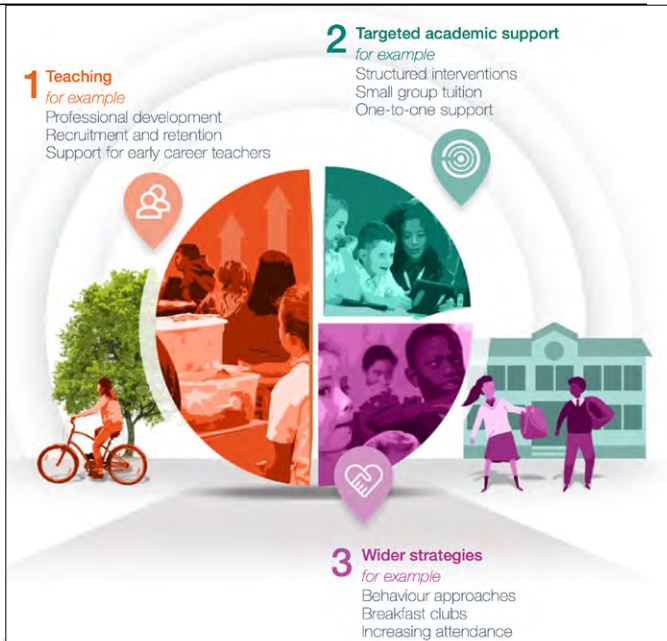 1 Teaching
for example
Professional development
Recruitment and retention
Support for early career teachers
2 Targeted academic support
for example
Structured interventions
Small group tuition
One-to-one support
3 Wider strategies
for example
Behaviour approaches
Breakfast clubs
Increasing attendance